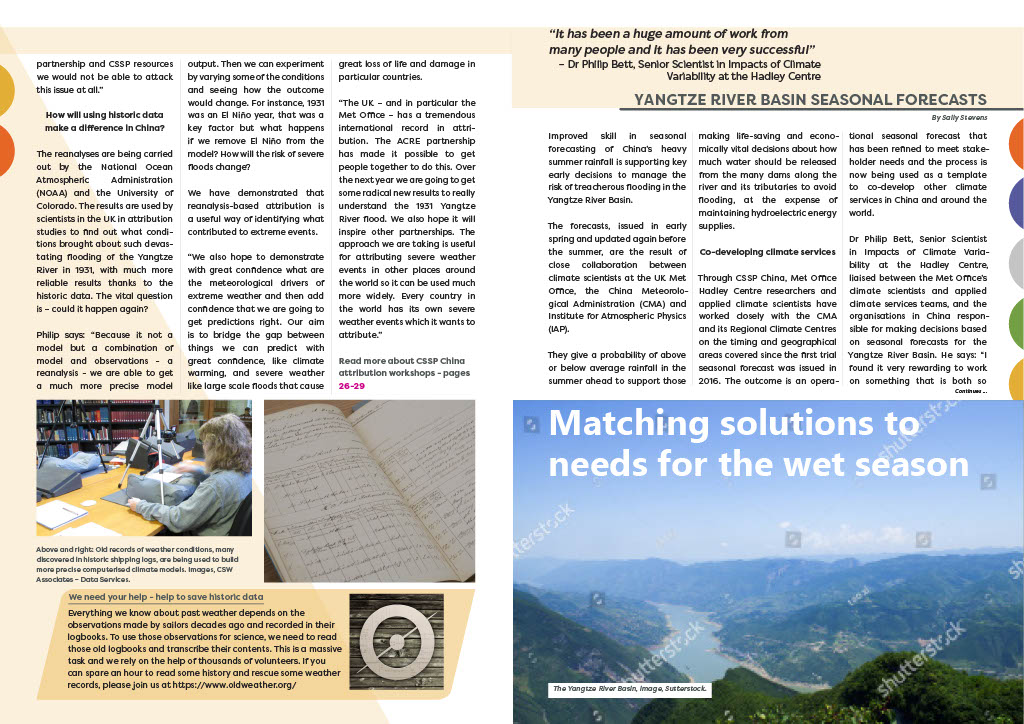 partnership and CSSP resources
we would not be able to attack
this issue at all.”
How will using historic data
make a difference in China?
The reanalyses are being carried
out by the National Ocean
Atmospheric Administration
(NOAA) and the University of
Colorado. The results are used by
scientists in the UK in attribution
studies to find out what condi-
tions brought about such devas-
tating flooding of the Yangtze
River in 1931, with much more
reliable results thanks to the
historic data. The vital question
is – could it happen again?
Philip says: “Because it not a
model but a combination of
model and observations - a
reanalysis - we are able to get
a much more precise model
output. Then we can experiment
by varying some of the conditions
and seeing how the outcome
would change. For instance, 1931
was an El Niño year, that was a
key factor but what happens
if we remove El Niño from the
model? How will the risk of severe
floods change?
We have demonstrated that
reanalysis-based attribution is
a useful way of identifying what
contributed to extreme events.
“We also hope to demonstrate
with great confidence what are
the meteorological drivers of
extreme weather and then add
confidence that we are going to
get predictions right. Our aim
is to bridge the gap between
things we can predict with
great confidence, like climate
warming, and severe weather
like large scale floods that cause
great loss of life and damage in
particular countries.
“The UK – and in particular the
Met Office – has a tremendous
international record in attri-
bution. The ACRE partnership
has made it possible to get
people together to do this. Over
the next year we are going to get
some radical new results to really
understand the 1931 Yangtze
River flood. We also hope it will
inspire other partnerships. The
approach we are taking is useful
for attributing severe weather
events in other places around
the world so it can be used much
more widely. Every country in
the world has its own severe
weather events which it wants to
attribute.”
Read more about CSSP China
attribution workshops - pages
26-29
Above and right: Old records of weather conditions, many
discovered in historic shipping logs, are being used to build
more precise computerised climate models. Images, CSW
Associates – Data Services.
We need your help - help to save historic data
Everything we know about past weather depends on the
observations made by sailors decades ago and recorded in their
logbooks. To use those observations for science, we need to read
those old logbooks and transcribe their contents. This is a massive
task and we rely on the help of thousands of volunteers. If you
can spare an hour to read some history and rescue some weather
records, please join us at https://www.oldweather.org/
“It has been a huge amount of work from
many people and it has been very successful”
– Dr Philip Bett, Senior Scientist in Impacts of Climate
Variability at the Hadley Centre
YANGTZE RIVER BASIN SEASONAL FORECASTS
By Sally Stevens
Improved skill in seasonal
forecasting of China’s heavy
summer rainfall is supporting key
early decisions to manage the
risk of treacherous flooding in the
Yangtze River Basin.
The forecasts, issued in early
spring and updated again before
the summer, are the result of
close collaboration between
climate scientists at the UK Met
Office, the China Meteorolo-
gical Administration (CMA) and
Institute for Atmospheric Physics
(IAP).
They give a probability of above
or below average rainfall in the
summer ahead to support those
making life-saving and econo-
mically vital decisions about how
much water should be released
from the many dams along the
river and its tributaries to avoid
flooding, at the expense of
maintaining hydroelectric energy
supplies.
Co-developing climate services
Through CSSP China, Met Office
Hadley Centre researchers and
applied climate scientists have
worked closely with the CMA
and its Regional Climate Centres
on the timing and geographical
areas covered since the first trial
seasonal forecast was issued in
2016. The outcome is an opera-
tional seasonal forecast that
has been refined to meet stake-
holder needs and the process is
now being used as a template
to co-develop other climate
services in China and around the
world.
Dr Philip Bett, Senior Scientist
in Impacts of Climate Varia-
bility at the Hadley Centre,
liaised between the Met Office’s
climate scientists and applied
climate services teams, and the
organisations in China respon-
sible for making decisions based
on seasonal forecasts for the
Yangtze River Basin. He says: “I
found it very rewarding to work
on something that is both so
Continues ...
Matching solutions to
needs for the wet season
shutterstock
shutterstock
shutterstock
shutterstock
The Yangtze River Basin, image, Sutterstock.